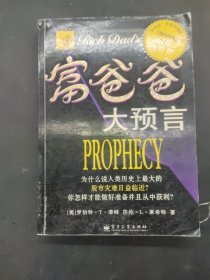 Rich Dad's
富爸爸
大预言
PROPHECY
为什么说人类历史上最大的
股市灾难日益临近?
你怎样才能做好准备并且从中获利?
[美]罗伯特·T·清崎 莎伦·L·莱希特 著
电子工业出版社